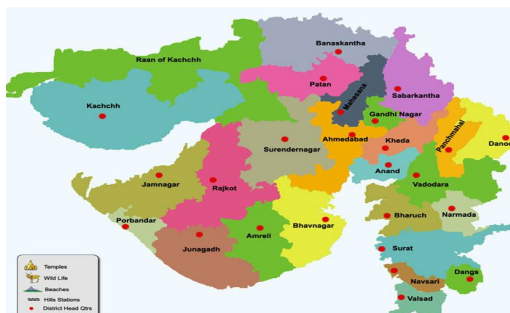 Banaskantha
Raan of Kachchh
Patan
Mahesana
Sabarkantha
Kachchh
Gandhi Nagar
Ahmedabad
Kheda
Panchmahal
Surendernagar
Anand
Vadodara
Jamnagar
Rajkot
Porbandar
Junagadh
Amreli
Bhavnagar
Bharuch
Narmada
Surat
Navsari
Dangs
Valsad
Temples
Wild Life
Beaches
Hills Stations
District Head Qtrs